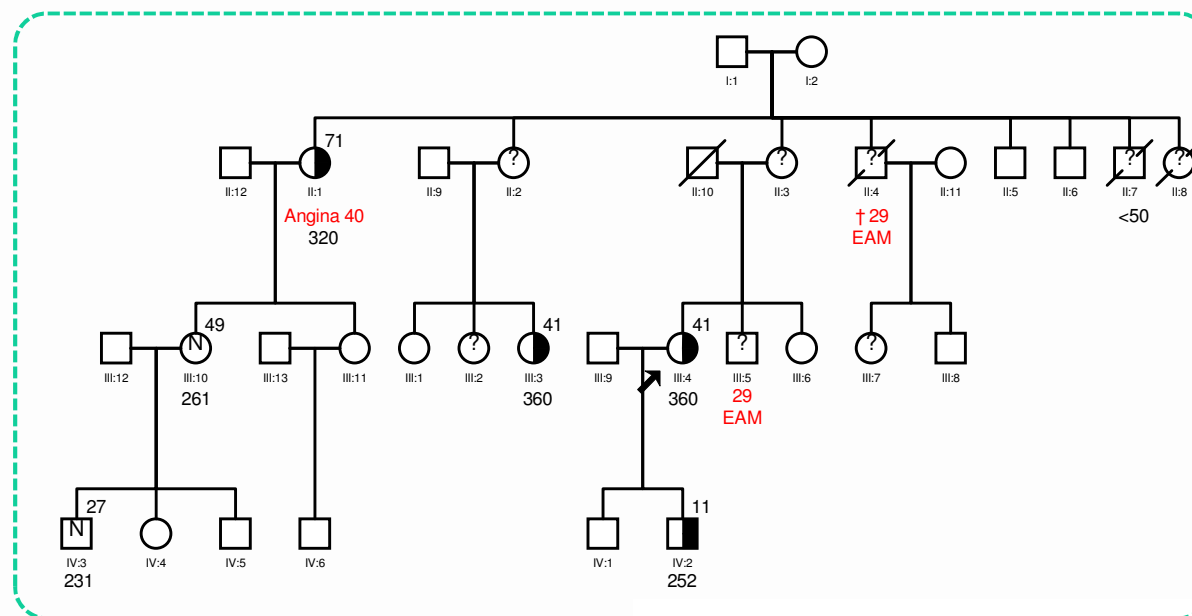 I:1
I:2
71
?
?
?
?
?
II:12
II:1
II:9
II:2
II:10
II:3
II:4
II:11
II:5
II:6
II:7
II:8
Angina 40
320
† 29
EAM
<50
49
N
?
41
41
?
?
III:12
III:10
III:13
III:11
III:1
III:2
III:3
III:9
III:4
III:5
III:6
III:7
III:8
261
360
360
29
EAM
27
N
11
IV:3
IV:4
IV:5
IV:6
IV:1
IV:2
231
252